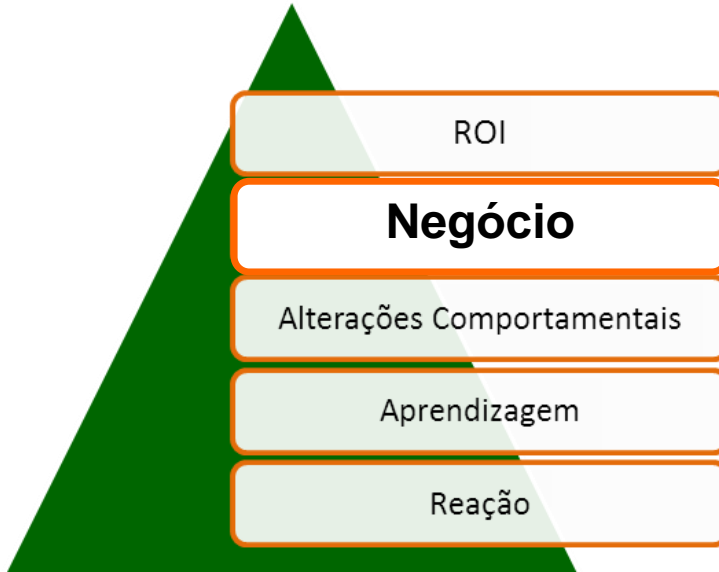 ROI
Negócio
Alterações Comportamentais
Aprendizagem
Reação